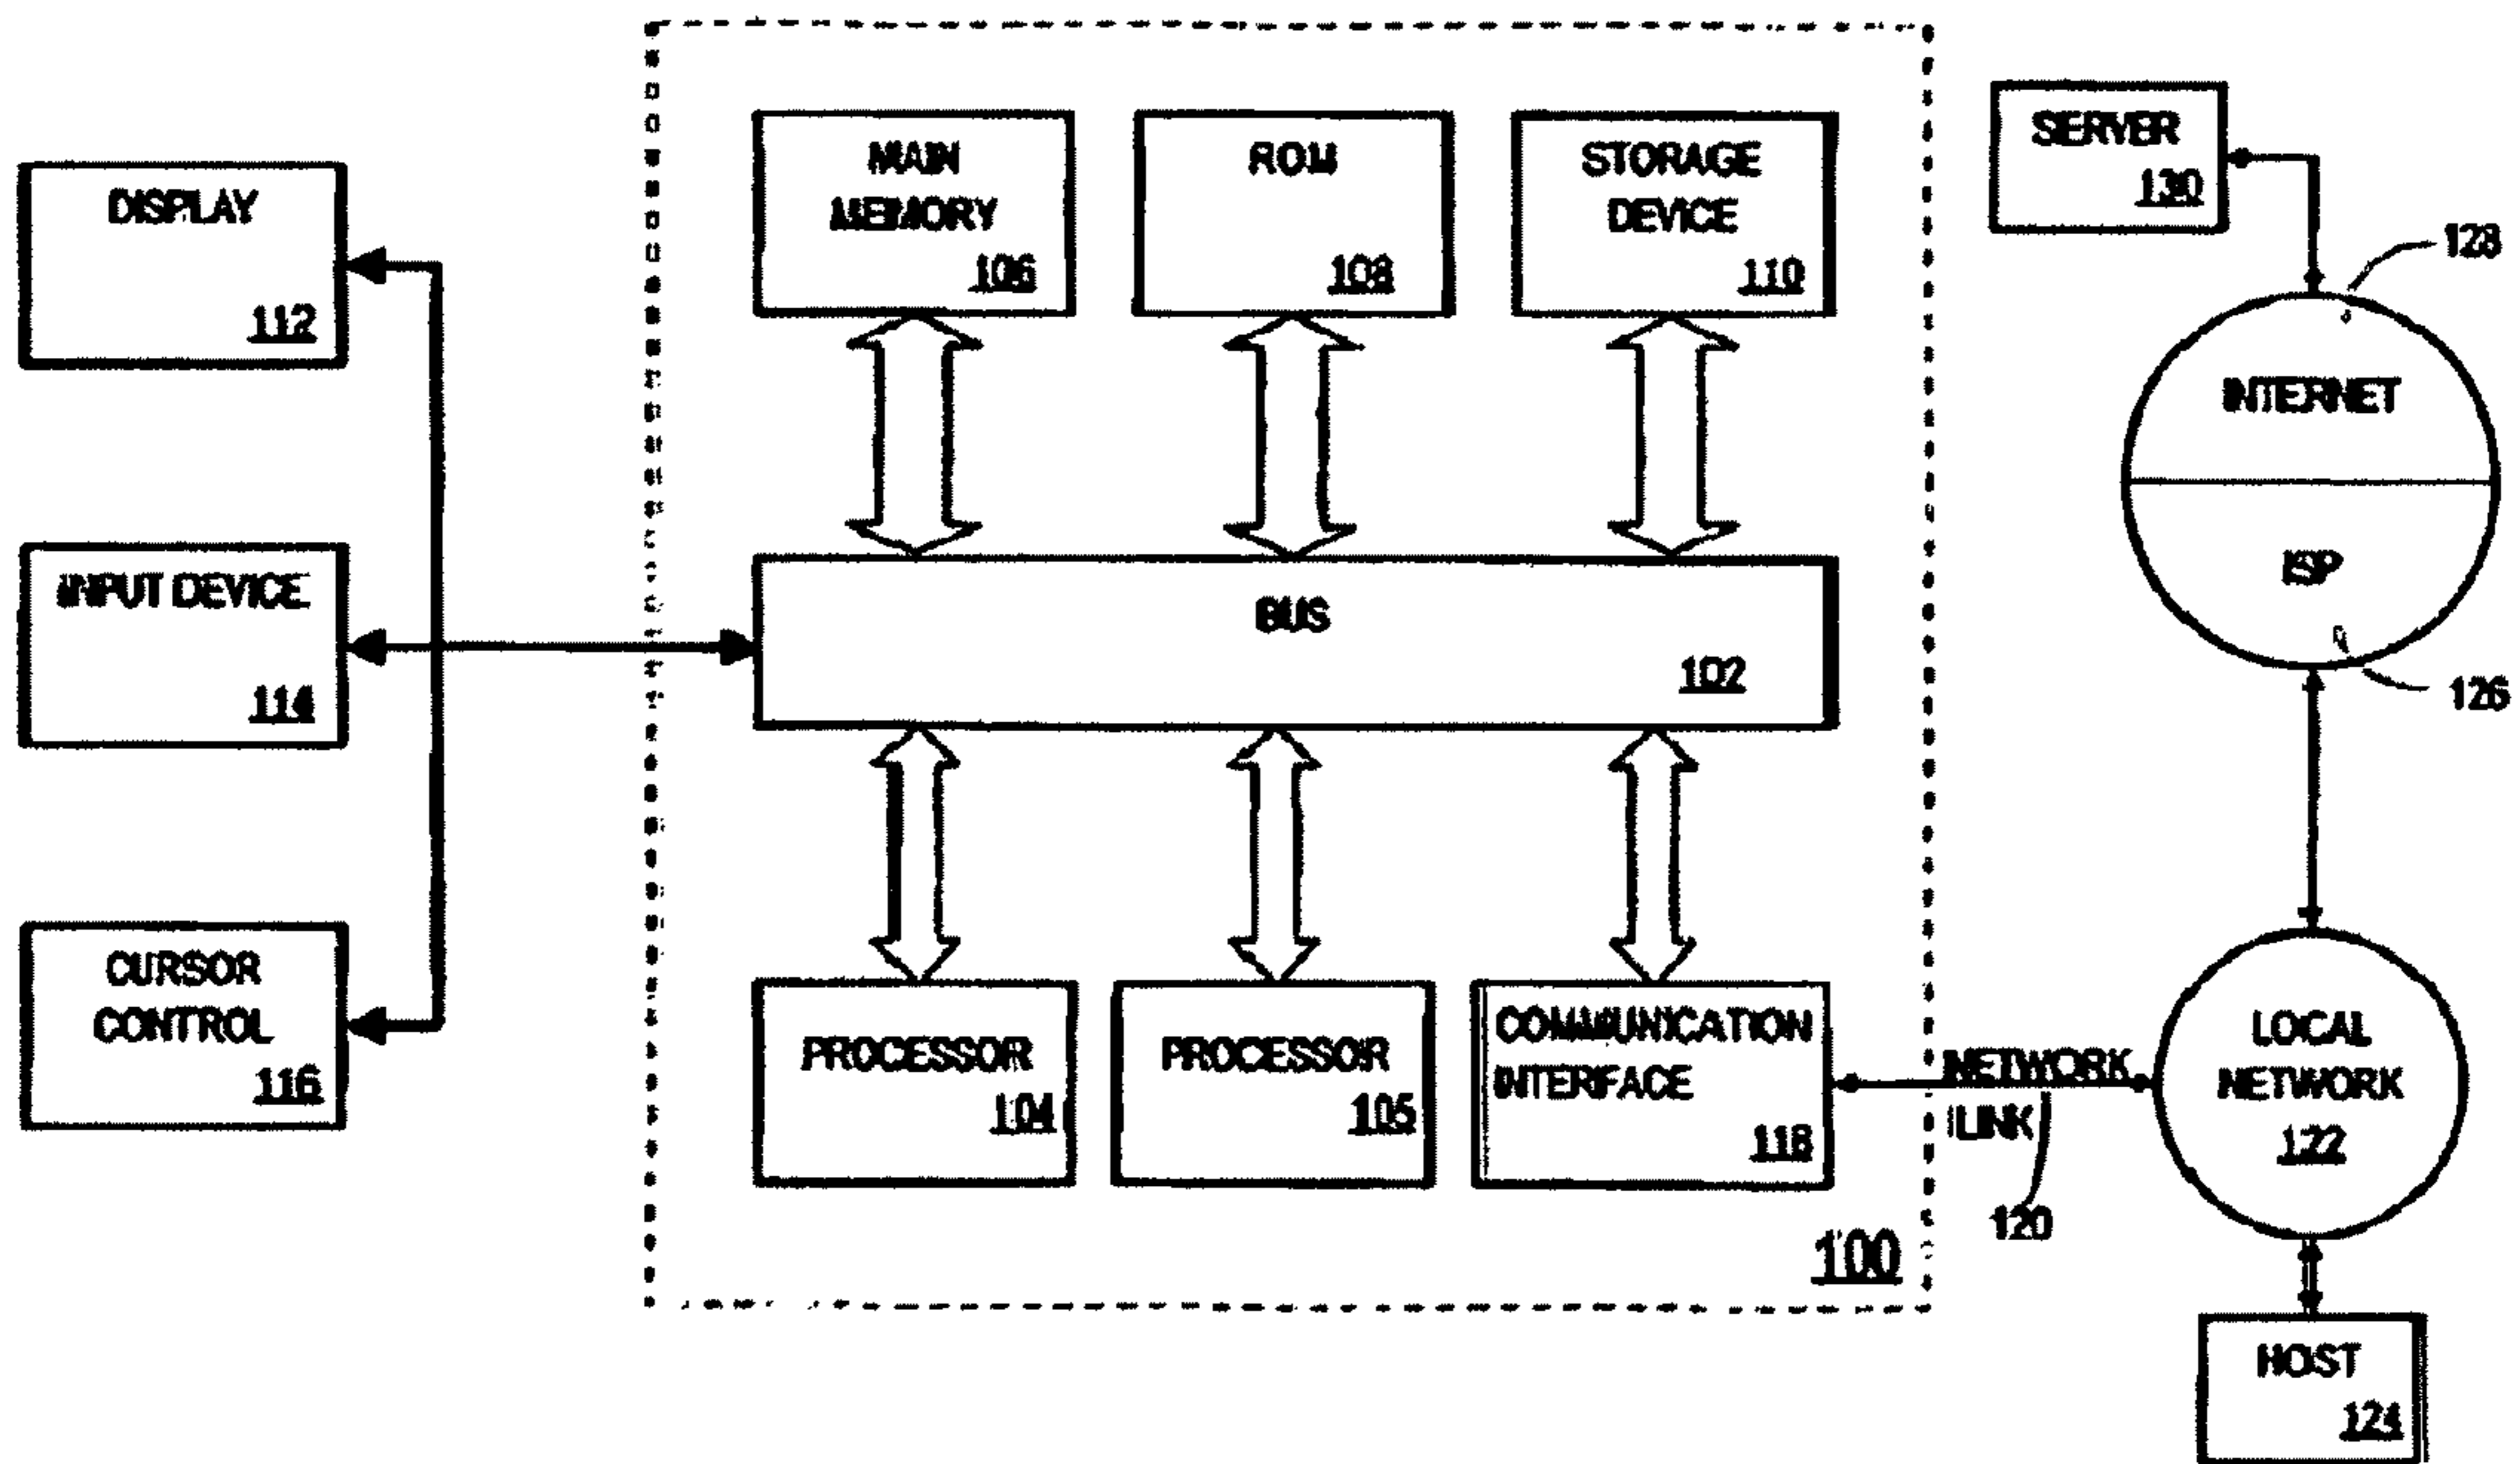 DISPLAY
112
INPUT DEVICE
114
CURSOR
CONTROL
116
MAIN
MEMORY
106
ROM
108
STORAGE
DEVICE
110
BUS
102
PROCESSOR
104
PROCESSOR
105
COMMUNICATION
INTERFACE
118
100
NETWORK
LINK
120
SERVER
130
128
INTERNET
ISP
126
LOCAL
NETWORK
122
HOST
124